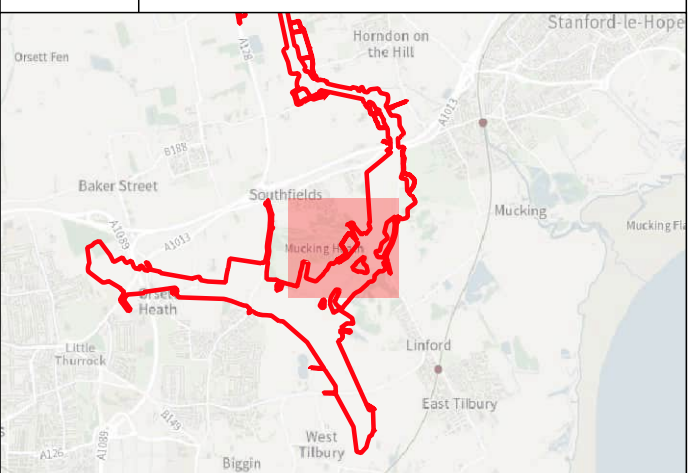 Stanford-le-Hope
Horndon on
the Hill
Orsett Fen
A128
A1013
B188
Baker Street
Southfields
Mucking
A1089
A1013
Mucking Fla
Mucking H
Orsett
Heath
Little
Thurrock
Linford
East Tilbury
B149
A1089
West
Tilbury
A126
Biggin
s